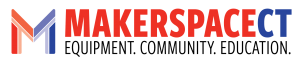 MAKERSPACECT
EQUIPMENT. COMMUNITY. EDUCATION.